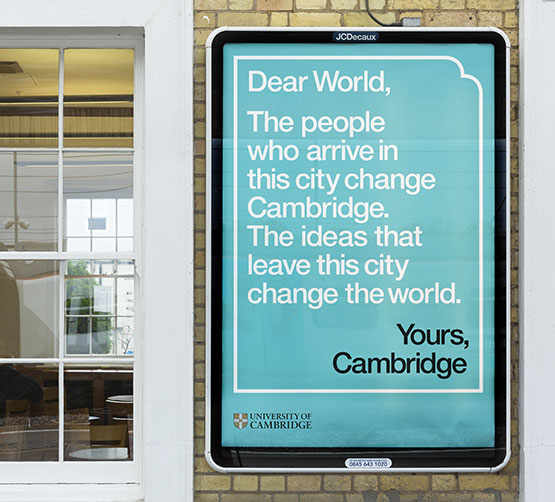 JCDecaux
Dear World,
The people
who arrive in
this city change
Cambridge.
The ideas that
leave this city
change the world.
Yours,
Cambridge
UNIVERSITY OF
CAMBRIDGE
0845 643 1210